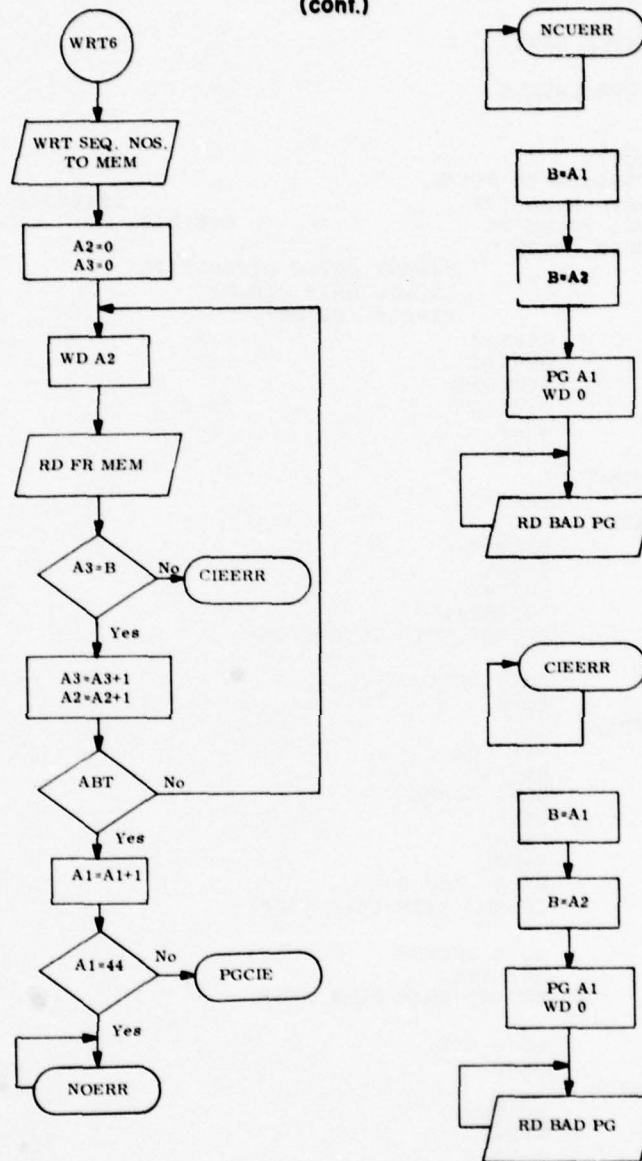 (cont.)
WRT6
WRT SEQ. NOS.
TO MEM
A2=0
A3=0
WD A2
RD FR MEM
A3=B
No
CIEERR
Yes
A3=A3+1
A2=A2+1
ABT
No
Yes
A1=A1+1
A1=44
No
PGCIE
Yes
NOERR
NCUERR
B=A1
B=A2
PG A1
WD 0
RD BAD PG
CIEERR
B=A1
B=A2
PG A1
WD 0
RD BAD PG